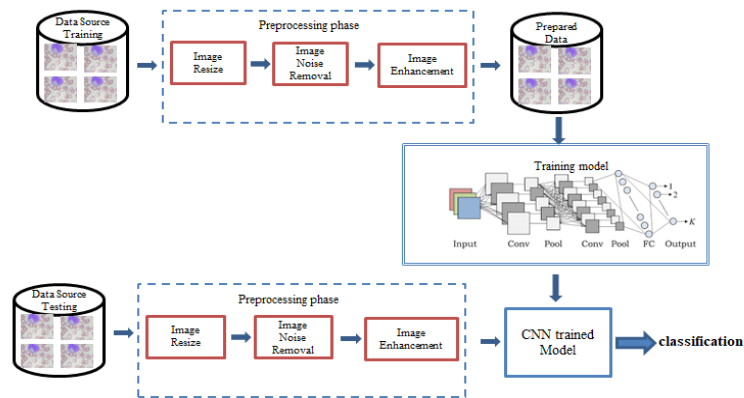 Data Source
Training
Preprocessing phase
Image
Resize
Image
Noise
Removal
Image
Enhancement
Prepared
Data
Training model
1
2
K
Input
Conv
Pool
Conv
Pool
FC
Output
Data Source
Testing
Preprocessing phase
Image
Resize
Image
Noise
Removal
Image
Enhancement
CNN trained
Model
classification